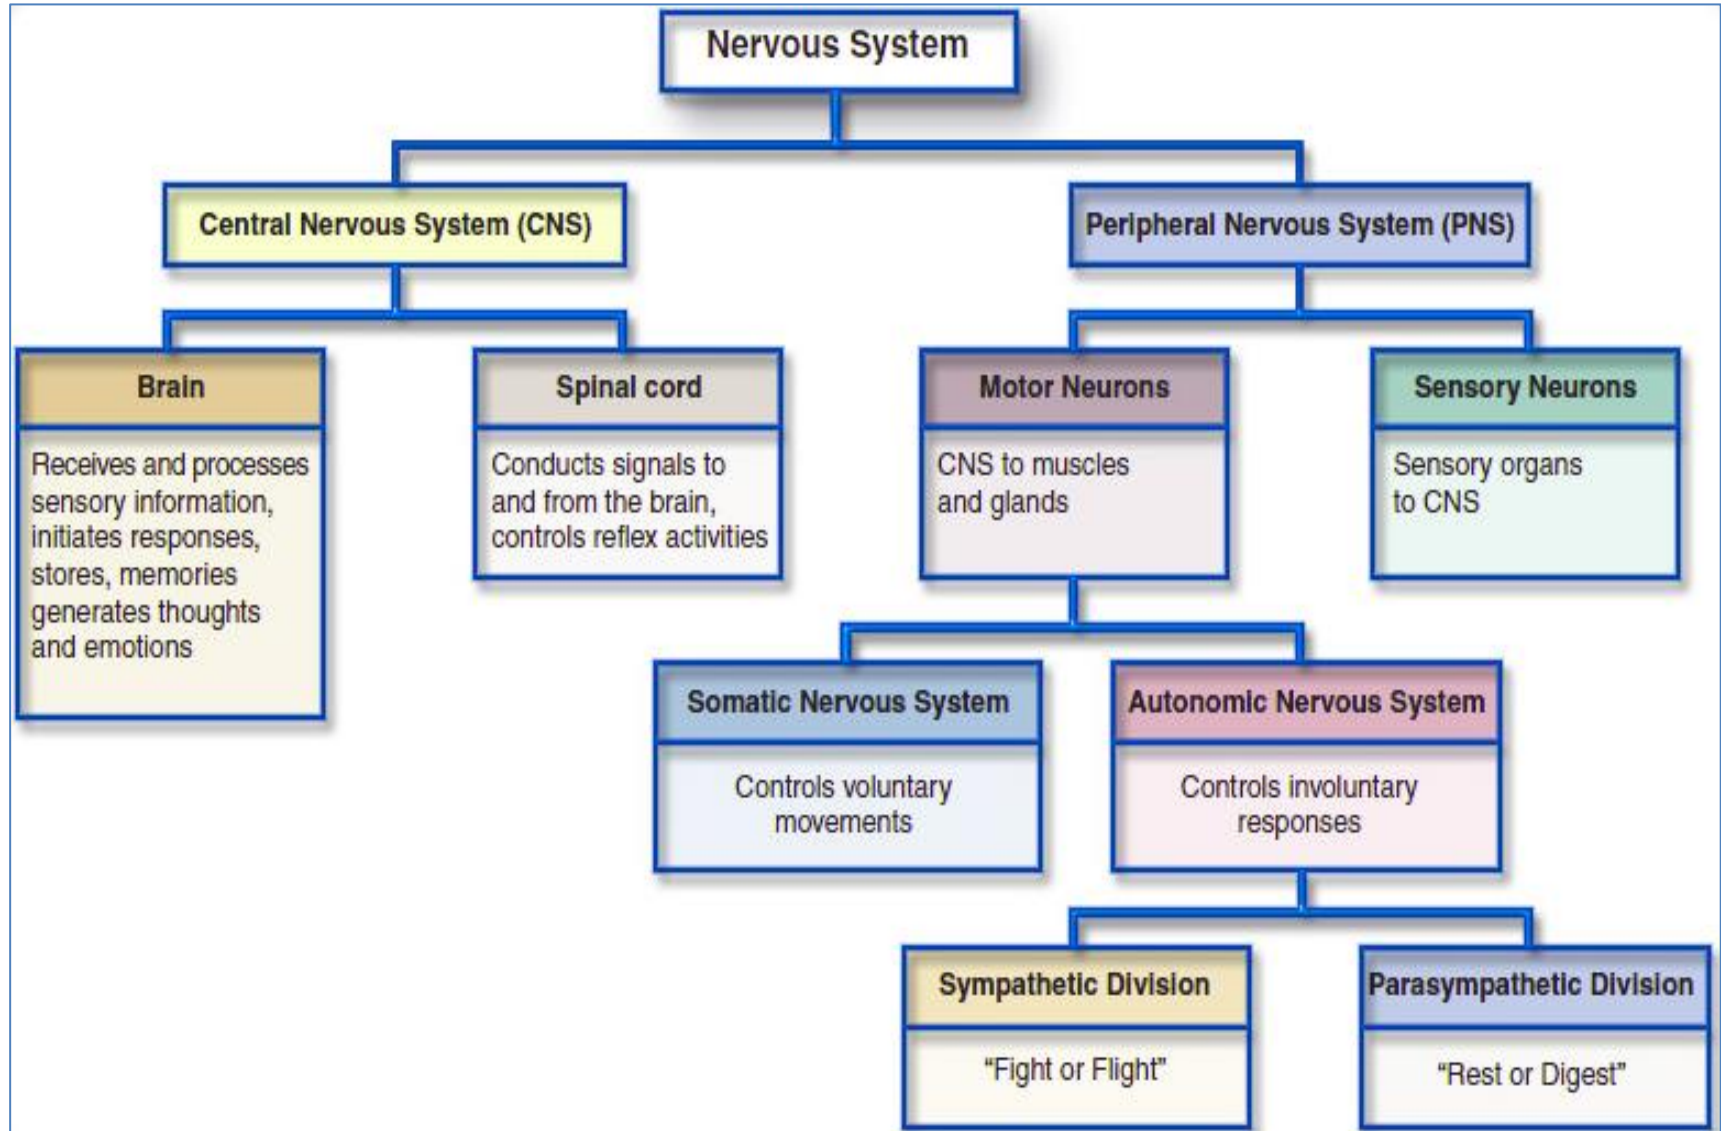 Nervous System
Central Nervous System (CNS)
Peripheral Nervous System (PNS)
Brain
Receives and processes
sensory information,
initiates responses,
stores, memories
generates thoughts
and emotions
Spinal cord
Conducts signals to
and from the brain,
controls reflex activities
Motor Neurons
CNS to muscles
and glands
Sensory Neurons
Sensory organs
to CNS
Somatic Nervous System
Controls voluntary
movements
Autonomic Nervous System
Controls involuntary
responses
Sympathetic Division
“Fight or Flight”
Parasympathetic Division
“Rest or Digest”